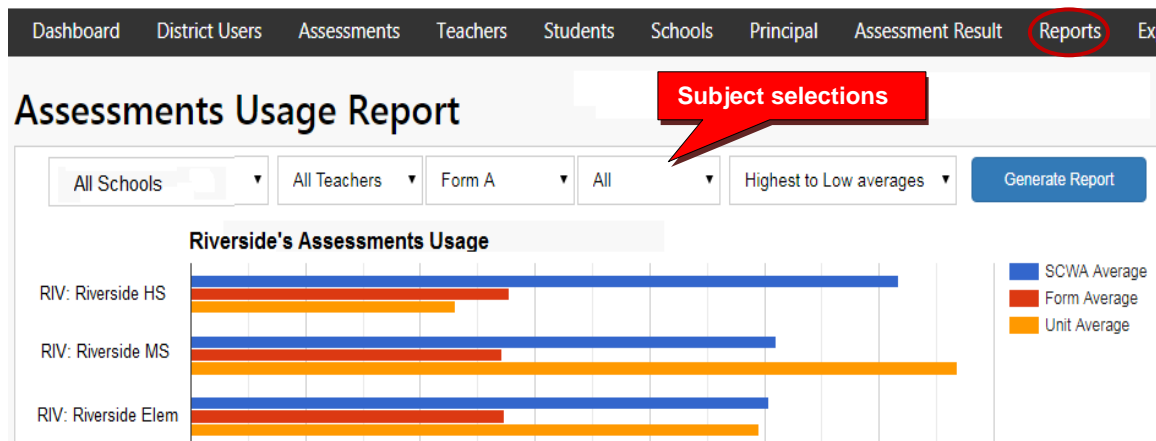 Dashboard District Users Assessments Teachers Students Schools Principal Assessment Result Reports Ex
Assessments Usage Report
Subject selections
All Schools All Teachers Form A All Highest to Low averages Generate Report
Riverside's Assessments Usage
SCWA Average
RIV: Riverside HS
Form Average
Unit Average
RIV: Riverside MS
RIV: Riverside Elem